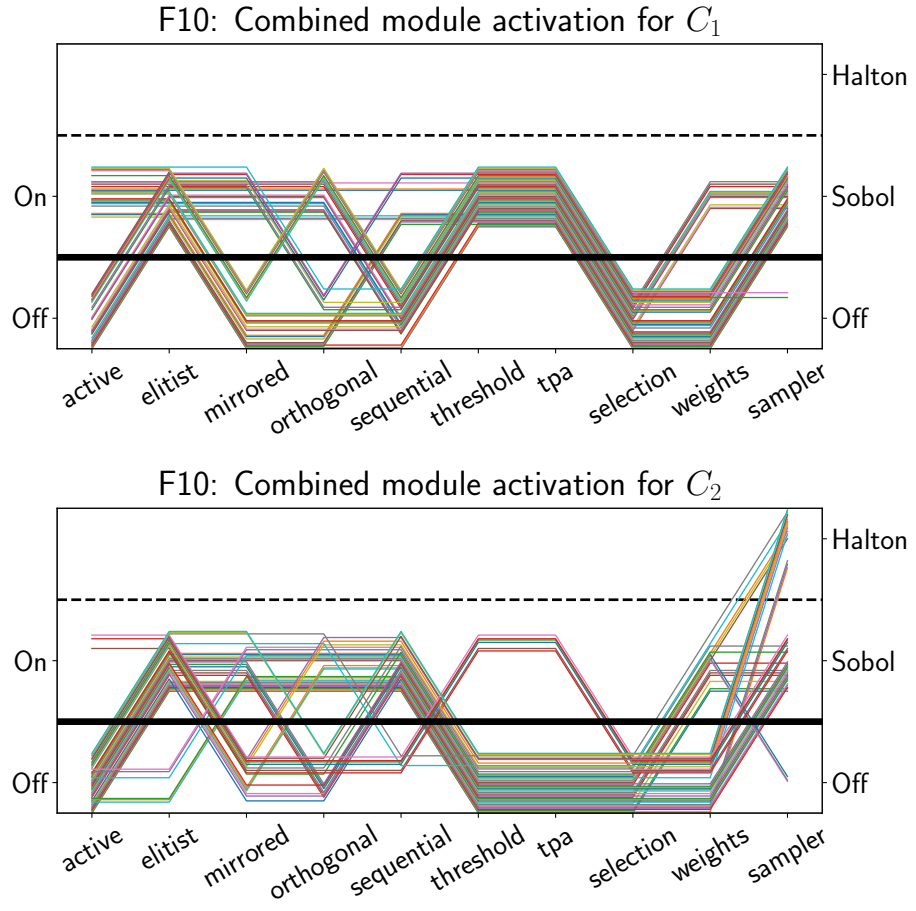 F10: Combined module activation for C₁
Halton
On
Sobol
Off
Off
active
elitist
mirrored
orthogonal
sequential
threshold
tpa
selection
weights
sampler
F10: Combined module activation for C₂
Halton
On
Sobol
Off
Off
active
elitist
mirrored
orthogonal
sequential
threshold
tpa
selection
weights
sampler